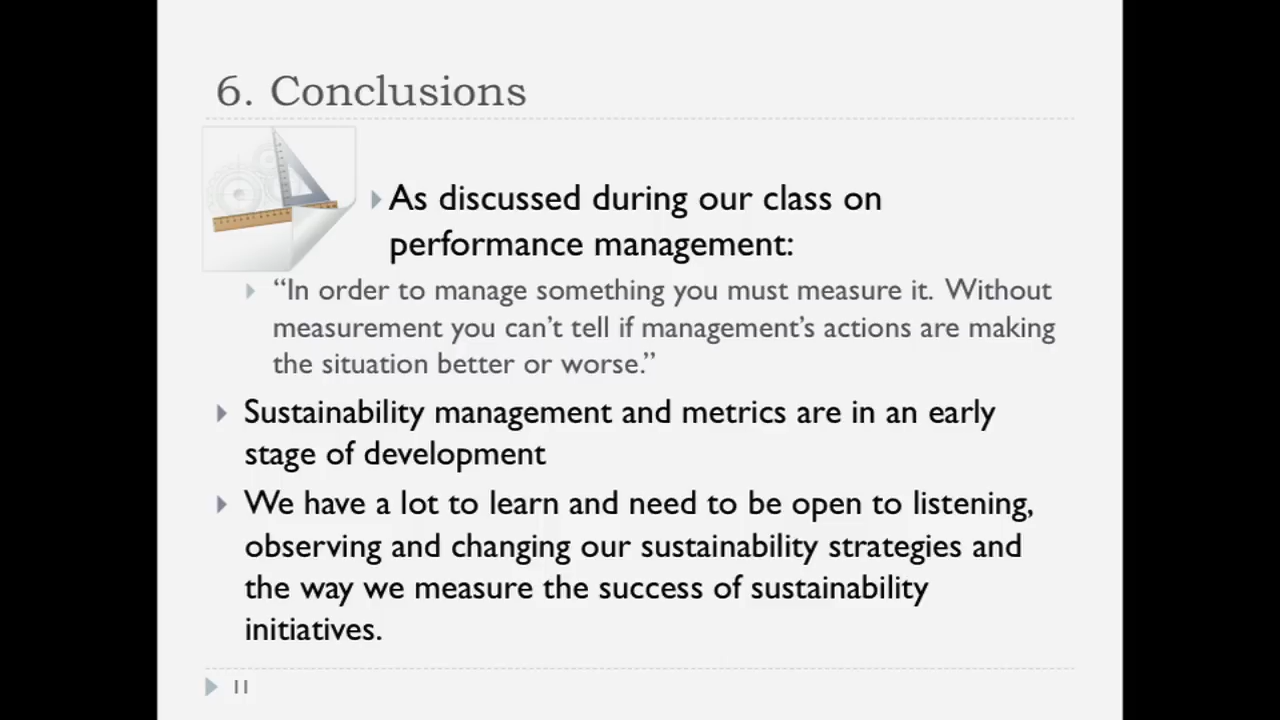 6. Conclusions
As discussed during our class on
performance management:
“In order to manage something you must measure it.  Without
measurement you can’t tell if management’s actions are making
the situation better or worse.”
Sustainability management and metrics are in an early
stage of development
We have a lot to learn and need to be open to listening,
observing and changing our sustainability strategies and
the way we measure the success of sustainability
initiatives.
11